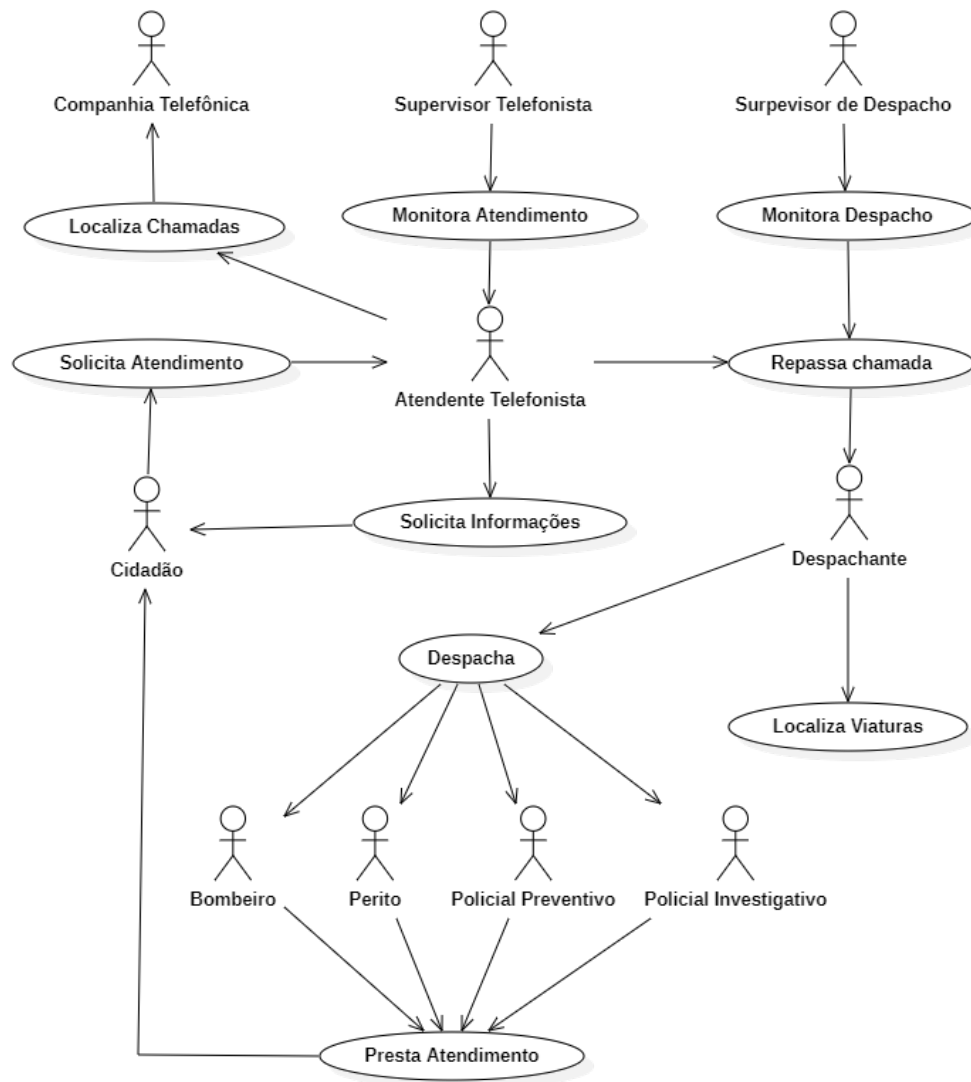 Companhia Telefônica
Supervisor Telefonista
Surpevisor de Despacho
Localiza Chamadas
Monitora Atendimento
Monitora Despacho
Solicita Atendimento
Atendente Telefonista
Repassa chamada
Cidadão
Solicita Informações
Despachante
Despacha
Localiza Viaturas
Bombeiro
Perito
Policial Preventivo
Policial Investigativo
Presta Atendimento